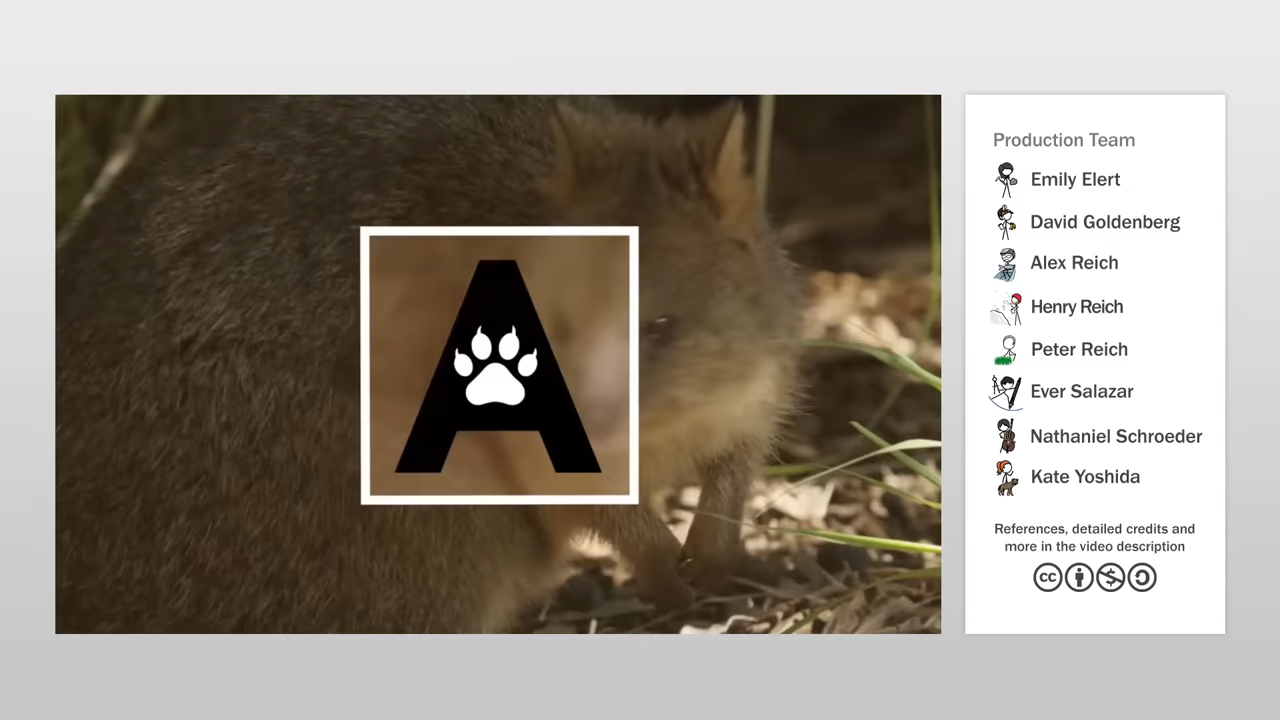 A
Production Team
Emily Elert
David Goldenberg
Alex Reich
Henry Reich
Peter Reich
Ever Salazar
Nathaniel Schroeder
Kate Yoshida
References, detailed credits and
more in the video description
cc